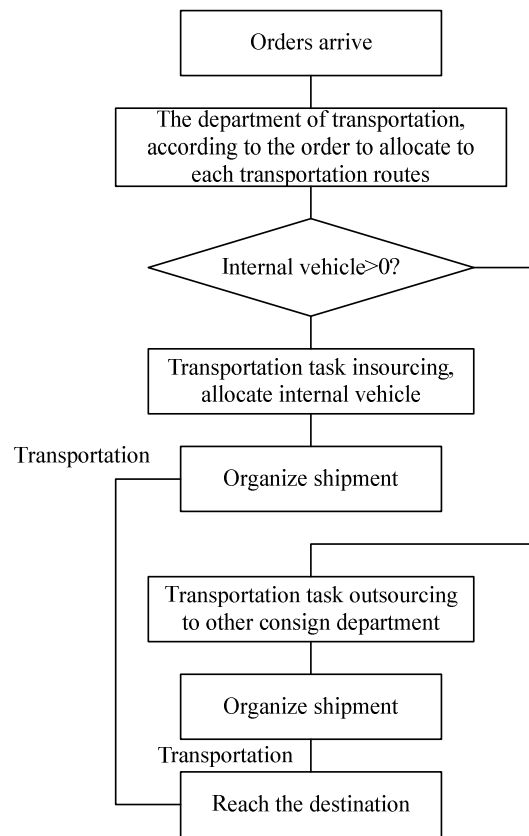 Orders arrive
The department of transportation,
according to the order to allocate to
each transportation routes
Internal vehicle>0?
Transportation task insourcing,
allocate internal vehicle
Transportation
Organize shipment
Transportation task outsourcing
to other consign department
Organize shipment
Transportation
Reach the destination